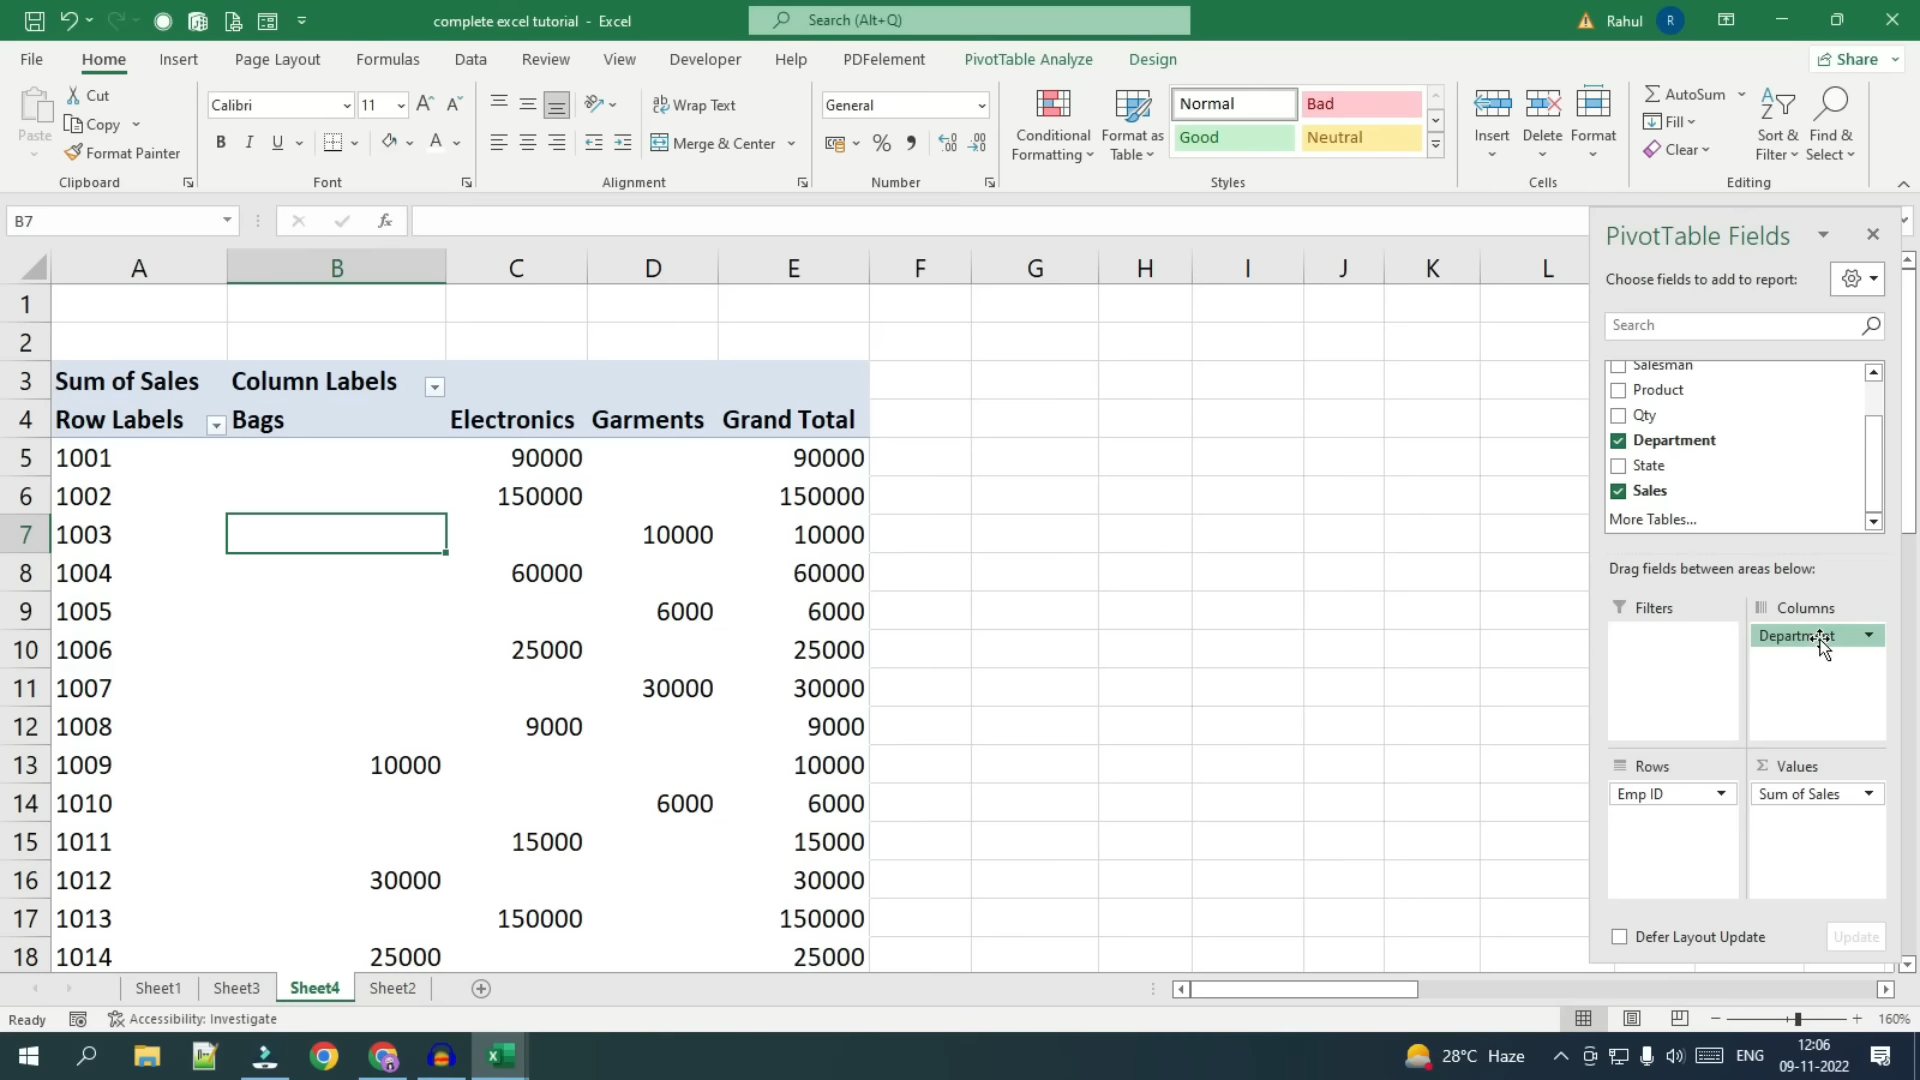 complete excel tutorial - Excel
Search (Alt+Q)
Rahul
R
File
Home
Insert
Page Layout
Formulas
Data
Review
View
Developer
Help
PDFelement
PivotTable Analyze
Design
Share
Paste
Cut
Copy
Format Painter
Clipboard
Calibri
11
B I U
Font
Wrap Text
Merge & Center
Alignment
General
Number
Conditional Formatting
Format as Table
Normal
Bad
Good
Neutral
Styles
Insert
Delete
Format
Cells
AutoSum
Fill
Clear
Sort & Filter
Find & Select
Editing
B7
fx
A B C D E F G H I J K L
1
2
3 Sum of Sales Column Labels
4 Row Labels Bags Electronics Garments Grand Total
5 1001 90000 90000
6 1002 150000 150000
7 1003 10000 10000
8 1004 60000 60000
9 1005 6000 6000
10 1006 25000 25000
11 1007 30000 30000
12 1008 9000 9000
13 1009 10000 10000
14 1010 6000 6000
15 1011 15000 15000
16 1012 30000 30000
17 1013 150000 150000
18 1014 25000 25000
PivotTable Fields
Choose fields to add to report:
Search
Salesman
Product
Qty
Department
State
Sales
More Tables...
Drag fields between areas below:
Filters
Columns
Department
Rows
Values
Emp ID
Sum of Sales
Defer Layout Update
Update
Sheet1
Sheet3
Sheet4
Sheet2
Ready
Accessibility: Investigate
160%
28°C Haze
ENG
12:06
09-11-2022